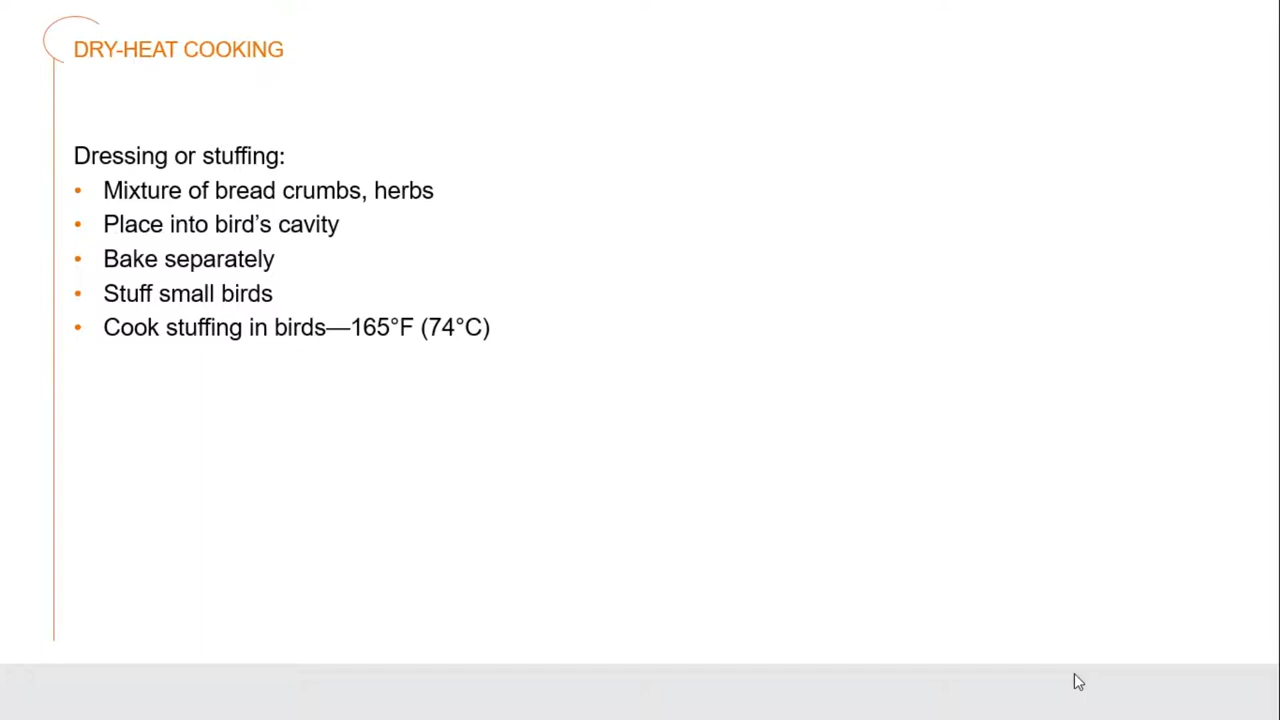 DRY-HEAT COOKING
Dressing or stuffing:
• Mixture of bread crumbs, herbs
• Place into bird’s cavity
• Bake separately
• Stuff small birds
• Cook stuffing in birds—165°F (74°C)